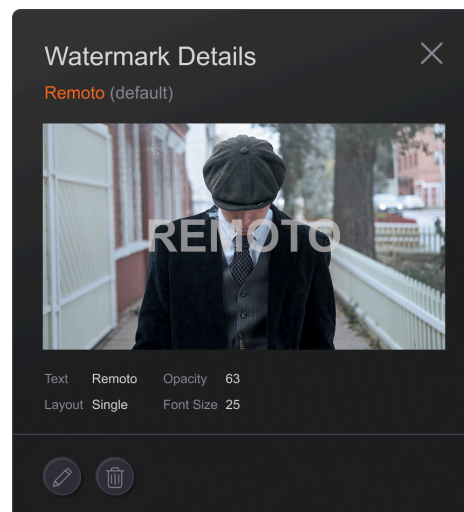 Watermark Details
Remoto (default)
REMOTO
Text Remoto Opacity 63
Layout Single Font Size 25